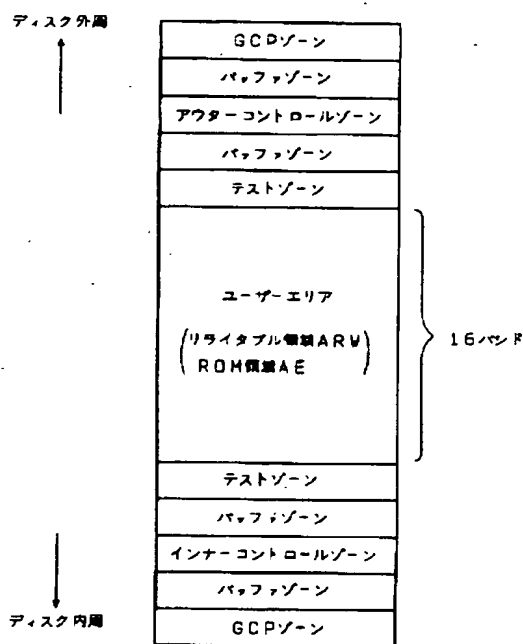 ディスク外周
GCPゾーン
バッファゾーン
アウターコントロールゾーン
バッファゾーン
テストゾーン
ユーザーエリア
(リライタブル領域ARW
ROM領域AE)
16バンド
テストゾーン
バッファゾーン
インナーコントロールゾーン
バッファゾーン
ディスク内周
GCPゾーン